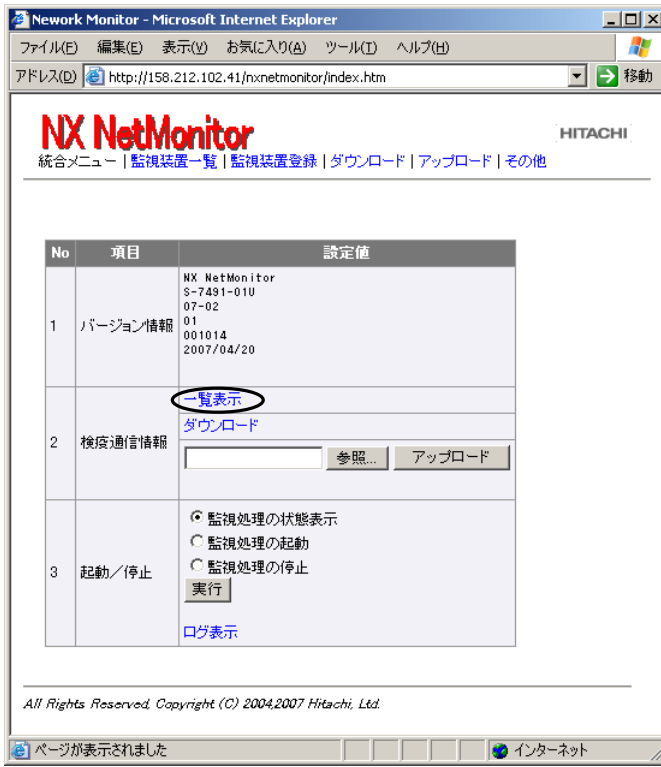 Nework Monitor - Microsoft Internet Explorer
ファイル(F) 編集(E) 表示(V) お気に入り(A) ツール(T) ヘルプ(H)
アドレス(D) http://158.212.102.41/nxnetmonitor/index.htm 移動
NX NetMonitor
HITACHI
統合メニュー | 監視装置一覧 | 監視装置登録 | ダウンロード | アップロード | その他
No 項目 設定値
NX NetMonitor
S-7491-01U
07-02
1 バージョン情報 01
001014
2007/04/20
一覧表示
ダウンロード
2 検疫通信情報
参照... アップロード
監視処理の状態表示
監視処理の起動
3 起動／停止 監視処理の停止
実行
ログ表示
All Rights Reserved, Copyright (C) 2004,2007 Hitachi, Ltd.
ページが表示されました インターネット